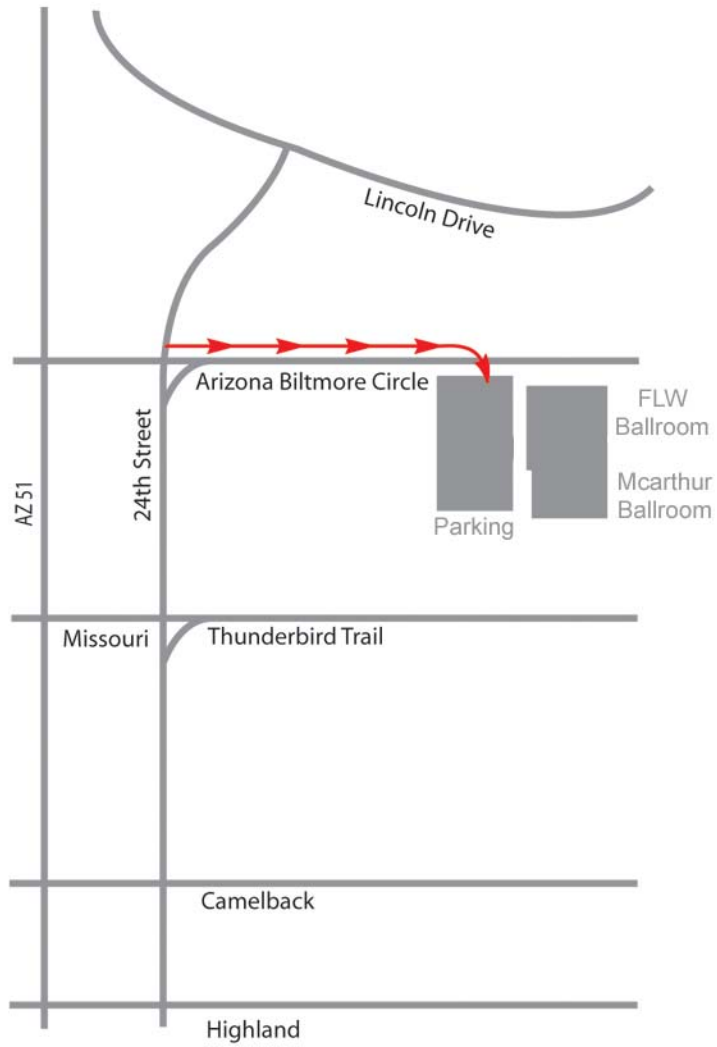 Lincoln Drive
Arizona Biltmore Circle
FLW
Ballroom
24th Street
AZ 51
Mcarthur
Ballroom
Parking
Missouri
Thunderbird Trail
Camelback
Highland